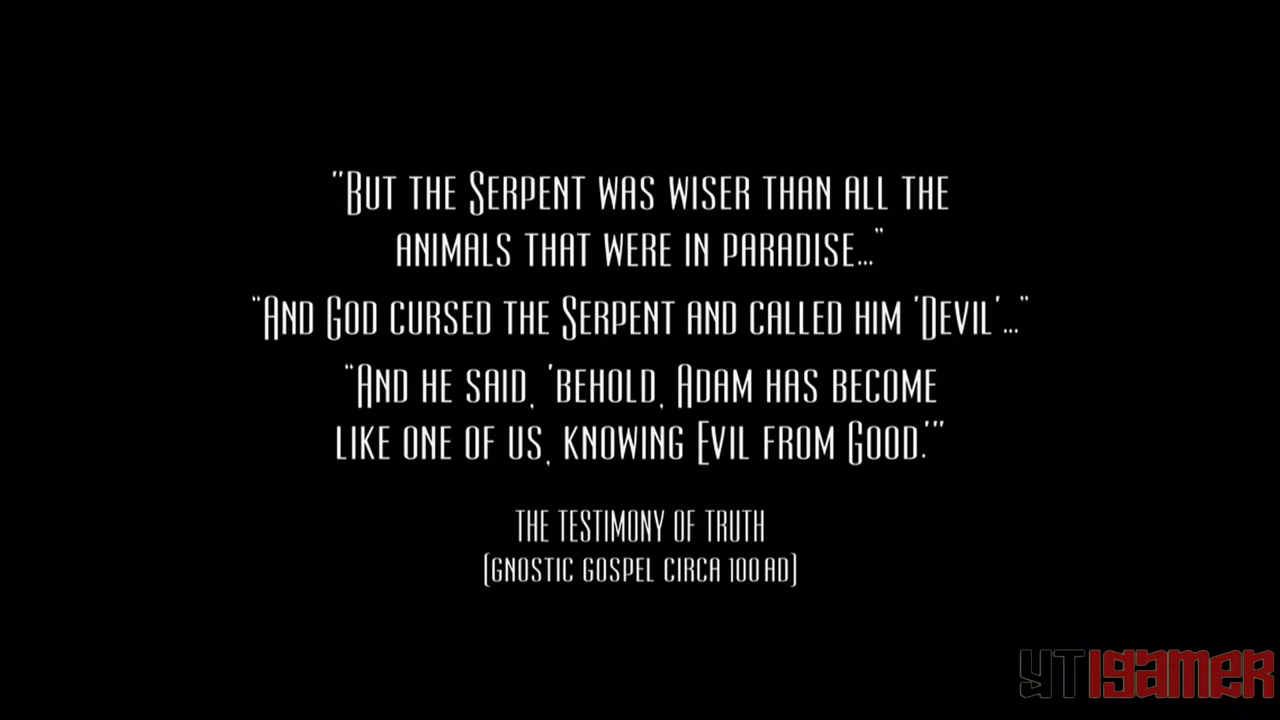 "But the Serpent was wiser than all the
animals that were in paradise..."
"And God cursed the Serpent and called him 'Devil'..."
"And he said, 'behold, Adam has become
like one of us, knowing Evil from Good.'"
THE TESTIMONY OF TRUTH
(GNOSTIC GOSPEL CIRCA 100 AD)
YT1GAMER